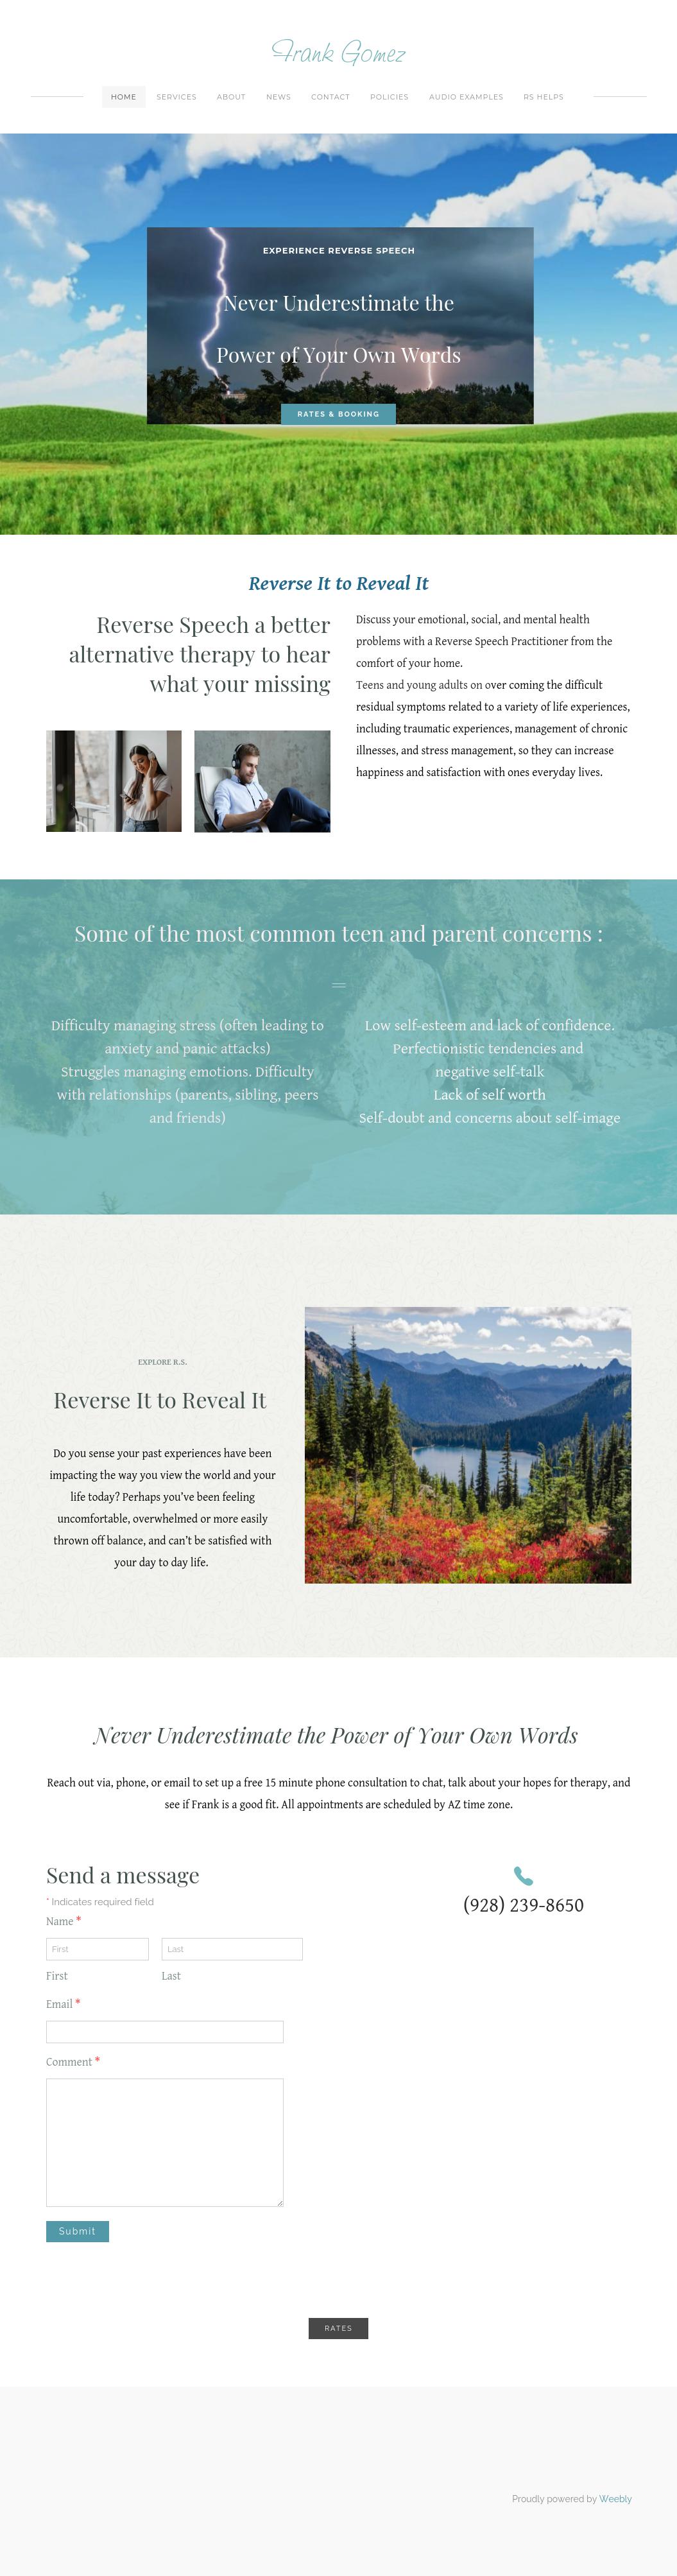 Frank Gomez
HOME SERVICES ABOUT NEWS CONTACT POLICIES AUDIO EXAMPLES RS HELPS
EXPERIENCE REVERSE SPEECH
Never Underestimate the
Power of Your Own Words
RATES & BOOKING
Reverse It to Reveal It
Reverse Speech a better
alternative therapy to hear
what your missing
Discuss your emotional, social, and mental health
problems with a Reverse Speech Practitioner from the
comfort of your home.
Teens and young adults on over coming the difficult
residual symptoms related to a variety of life experiences,
including traumatic experiences, management of chronic
illnesses, and stress management, so they can increase
happiness and satisfaction with ones everyday lives.
Some of the most common teen and parent concerns :
Difficulty managing stress (often leading to
anxiety and panic attacks)
Struggles managing emotions. Difficulty
with relationships (parents, sibling, peers
and friends)
Low self-esteem and lack of confidence.
Perfectionistic tendencies and
negative self-talk
Lack of self worth
Self-doubt and concerns about self-image
EXPLORE R.S.
Reverse It to Reveal It
Do you sense your past experiences have been
impacting the way you view the world and your
life today? Perhaps you've been feeling
uncomfortable, overwhelmed or more easily
thrown off balance, and can't be satisfied with
your day to day life.
Never Underestimate the Power of Your Own Words
Reach out via, phone, or email to set up a free 15 minute phone consultation to chat, talk about your hopes for therapy, and
see if Frank is a good fit. All appointments are scheduled by AZ time zone.
Send a message
* Indicates required field
Name *
First Last
First Last
Email *
Comment *
Submit
(928) 239-8650
RATES
Proudly powered by Weebly